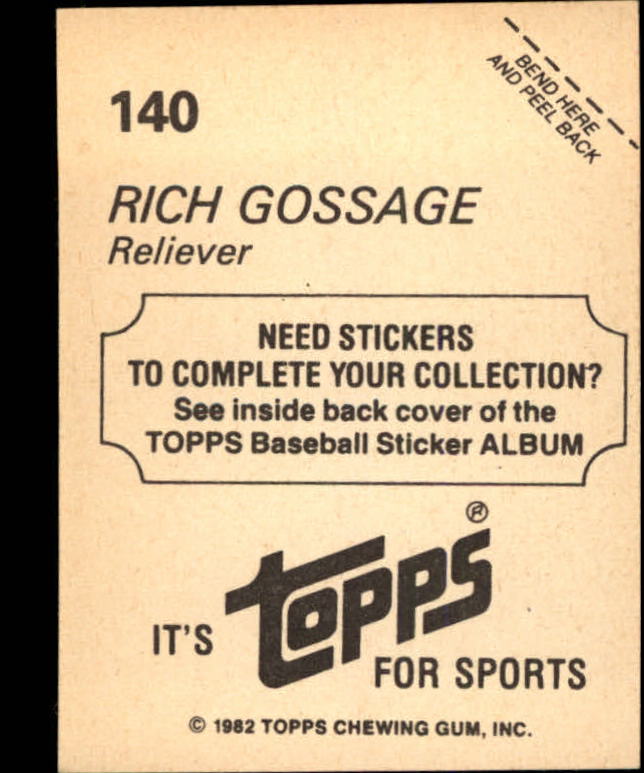 140
BEND HERE
AND PEEL BACK
RICH GOSSAGE
Reliever
NEED STICKERS
TO COMPLETE YOUR COLLECTION?
See inside back cover of the
TOPPS Baseball Sticker ALBUM
IT'S topps®
FOR SPORTS
© 1982 TOPPS CHEWING GUM, INC.